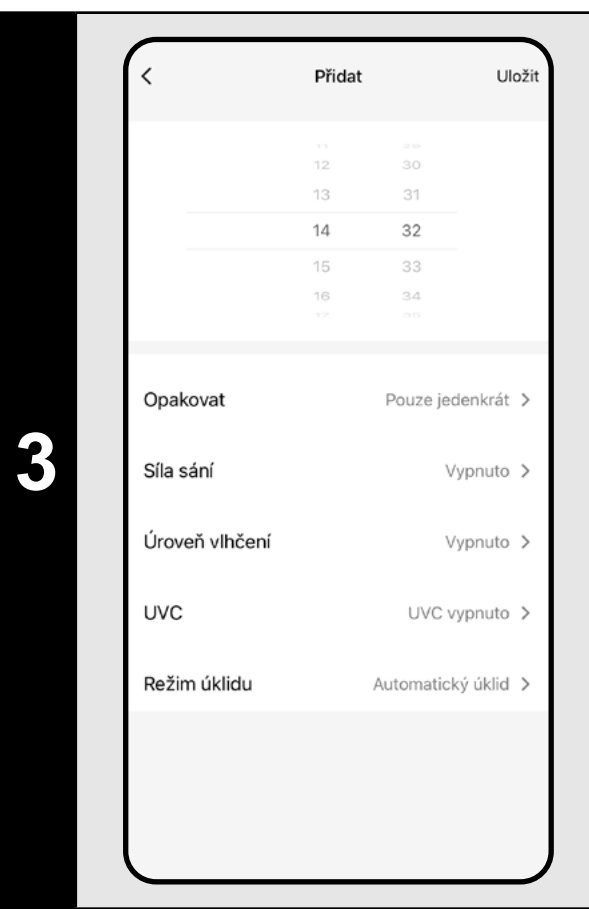 3
Přidat
Uložit
12 30
13 31
14 32
15 33
16 34
Opakovat Pouze jedenkrát
Síla sání Vypnuto
Úroveň vlhčení Vypnuto
UVC UVC vypnuto
Režim úklidu Automatický úklid